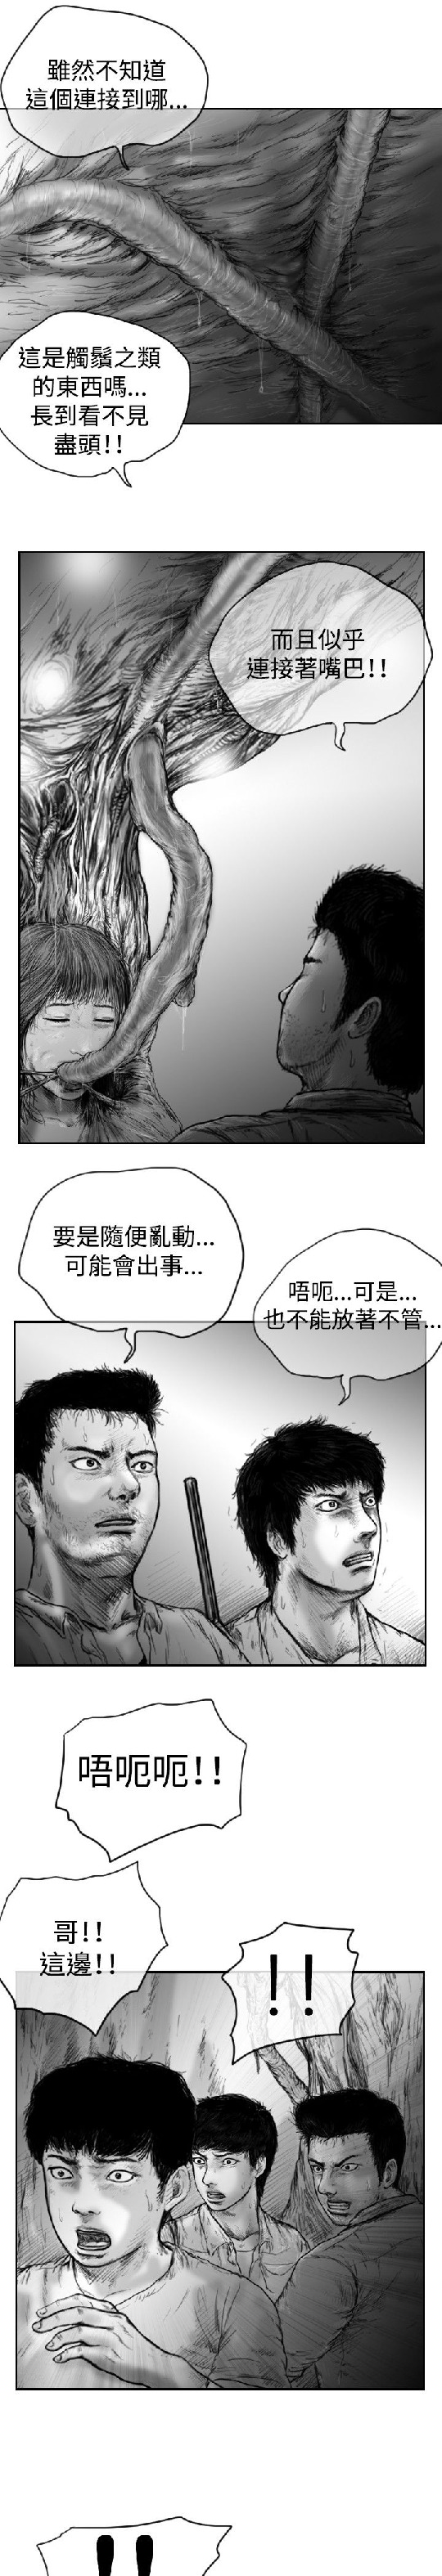 雖然不知道
這個連接到哪...
這是觸鬚之類
的東西嗎...
長到看不見
盡頭!!
而且似乎
連接著嘴巴!!
要是隨便亂動...
可能會出事...
唔呃...可是...
也不能放著不管...
唔呃呃!!
哥!!
這邊!!
!!
!!